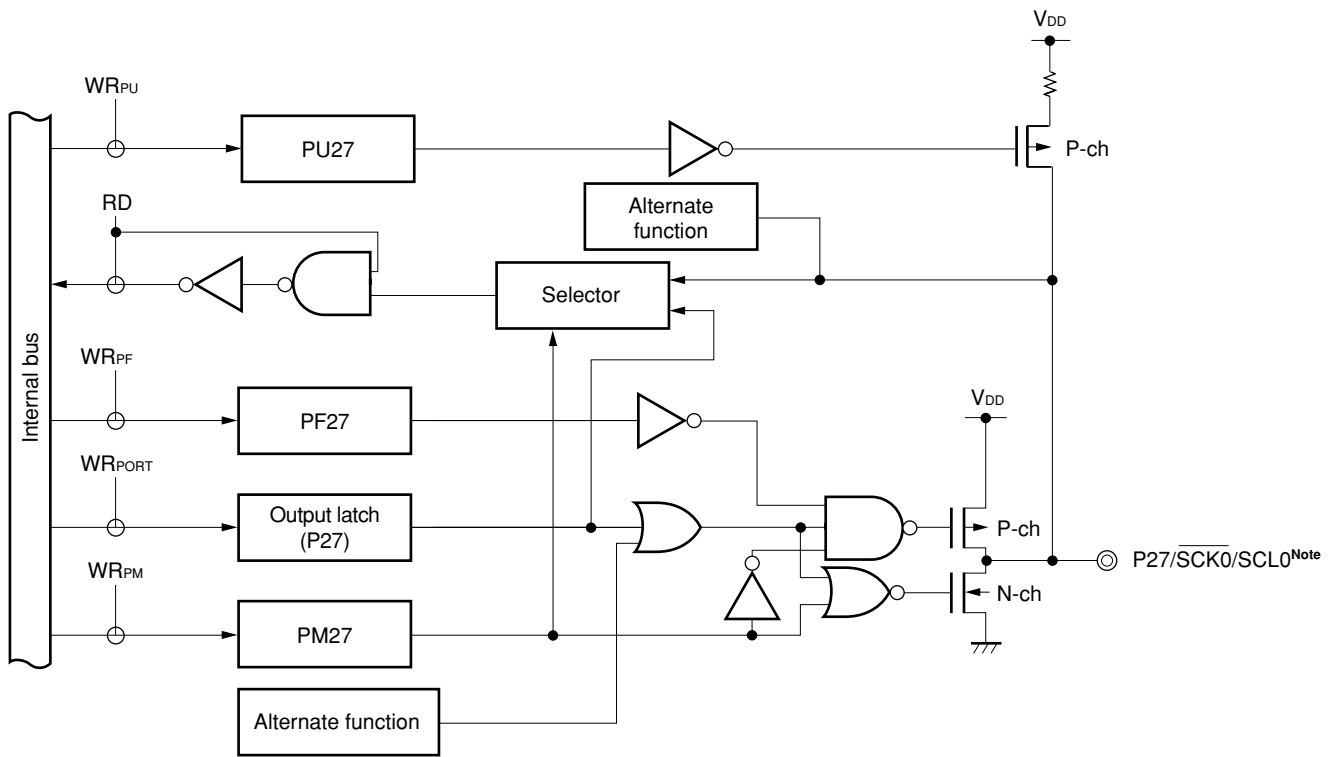 VDD
WRPU
PU27
P-ch
RD
Alternate
function
Selector
Internal bus
WRPF
PF27
VDD
WRPORT
Output latch
(P27)
P-ch
P27/SCK0/SCL0Note
WRPM
N-ch
PM27
Alternate function